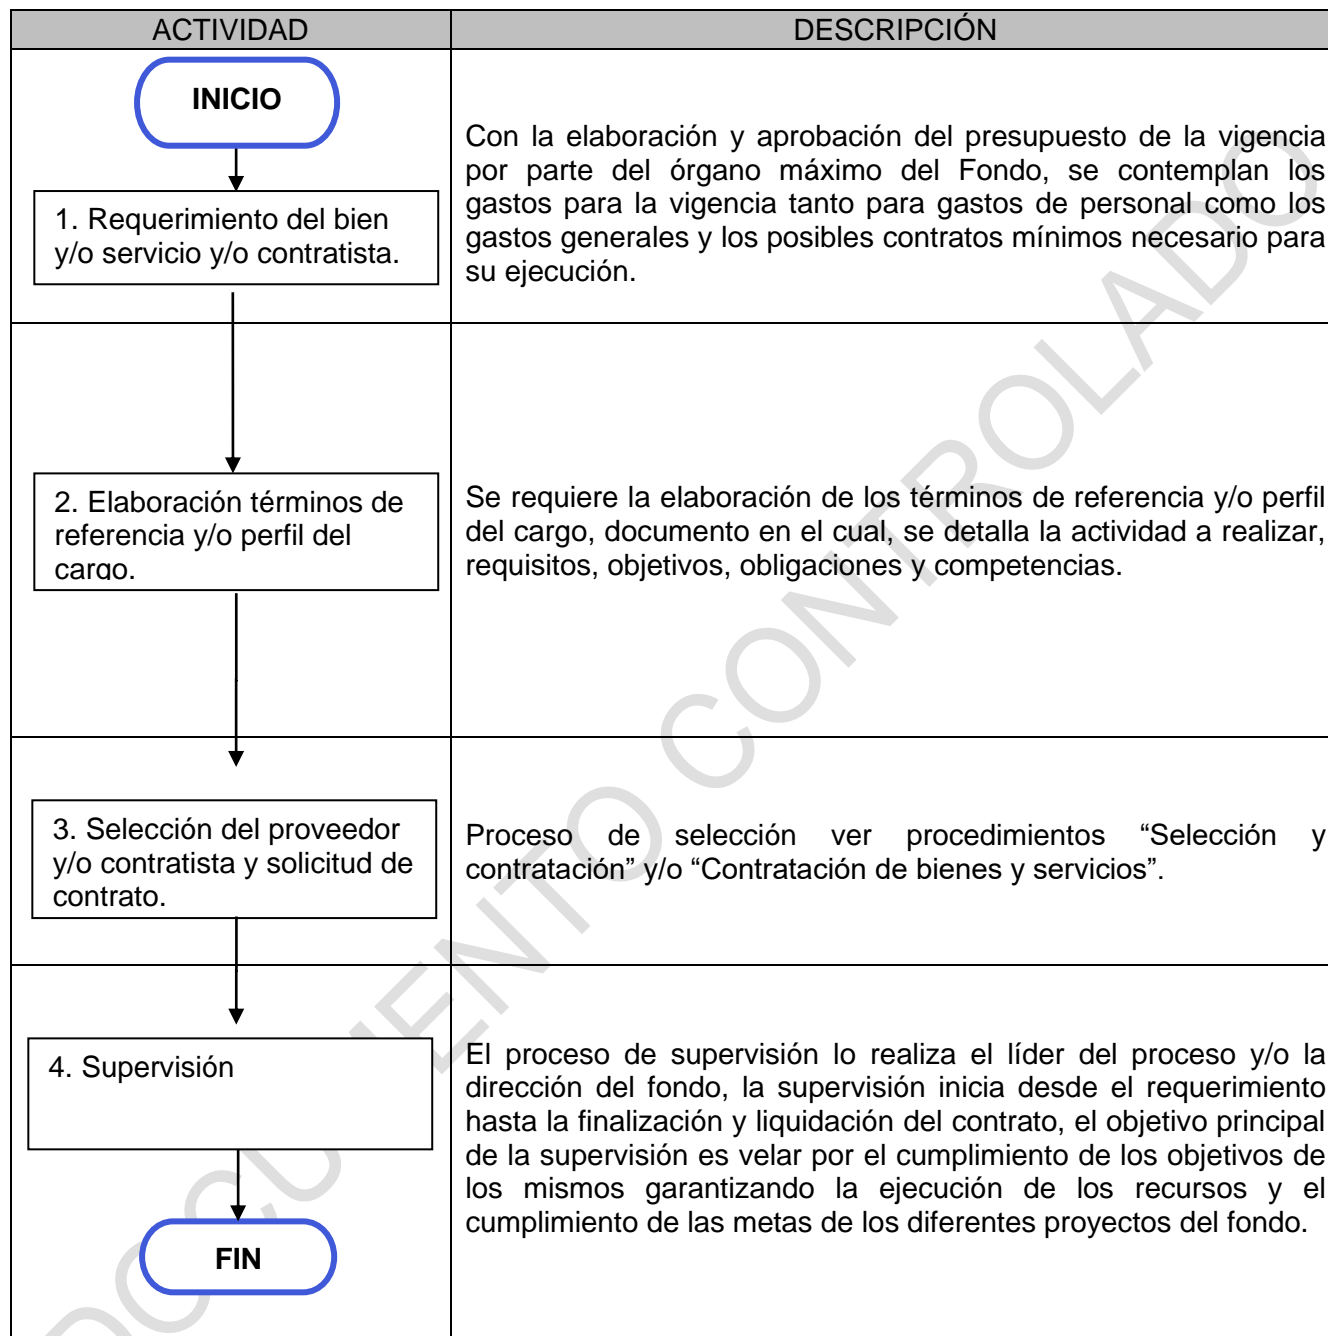 ACTIVIDAD
DESCRIPCIÓN
INICIO
Con la elaboración y aprobación del presupuesto de la vigencia
por parte del órgano máximo del Fondo, se contemplan los
gastos para la vigencia tanto para gastos de personal como los
gastos generales y los posibles contratos mínimos necesario para
su ejecución.
1. Requerimiento del bien
y/o servicio y/o contratista.
2. Elaboración términos de
referencia y/o perfil del
cargo.
Se requiere la elaboración de los términos de referencia y/o perfil
del cargo, documento en el cual, se detalla la actividad a realizar,
requisitos, objetivos, obligaciones y competencias.
3. Selección del proveedor
y/o contratista y solicitud de
contrato.
Proceso de selección ver procedimientos “Selección y
contratación” y/o “Contratación de bienes y servicios”.
4. Supervisión
El proceso de supervisión lo realiza el líder del proceso y/o la
dirección del fondo, la supervisión inicia desde el requerimiento
hasta la finalización y liquidación del contrato, el objetivo principal
de la supervisión es velar por el cumplimiento de los objetivos de
los mismos garantizando la ejecución de los recursos y el
cumplimiento de las metas de los diferentes proyectos del fondo.
FIN
DOCUMENTO CONTROLADO